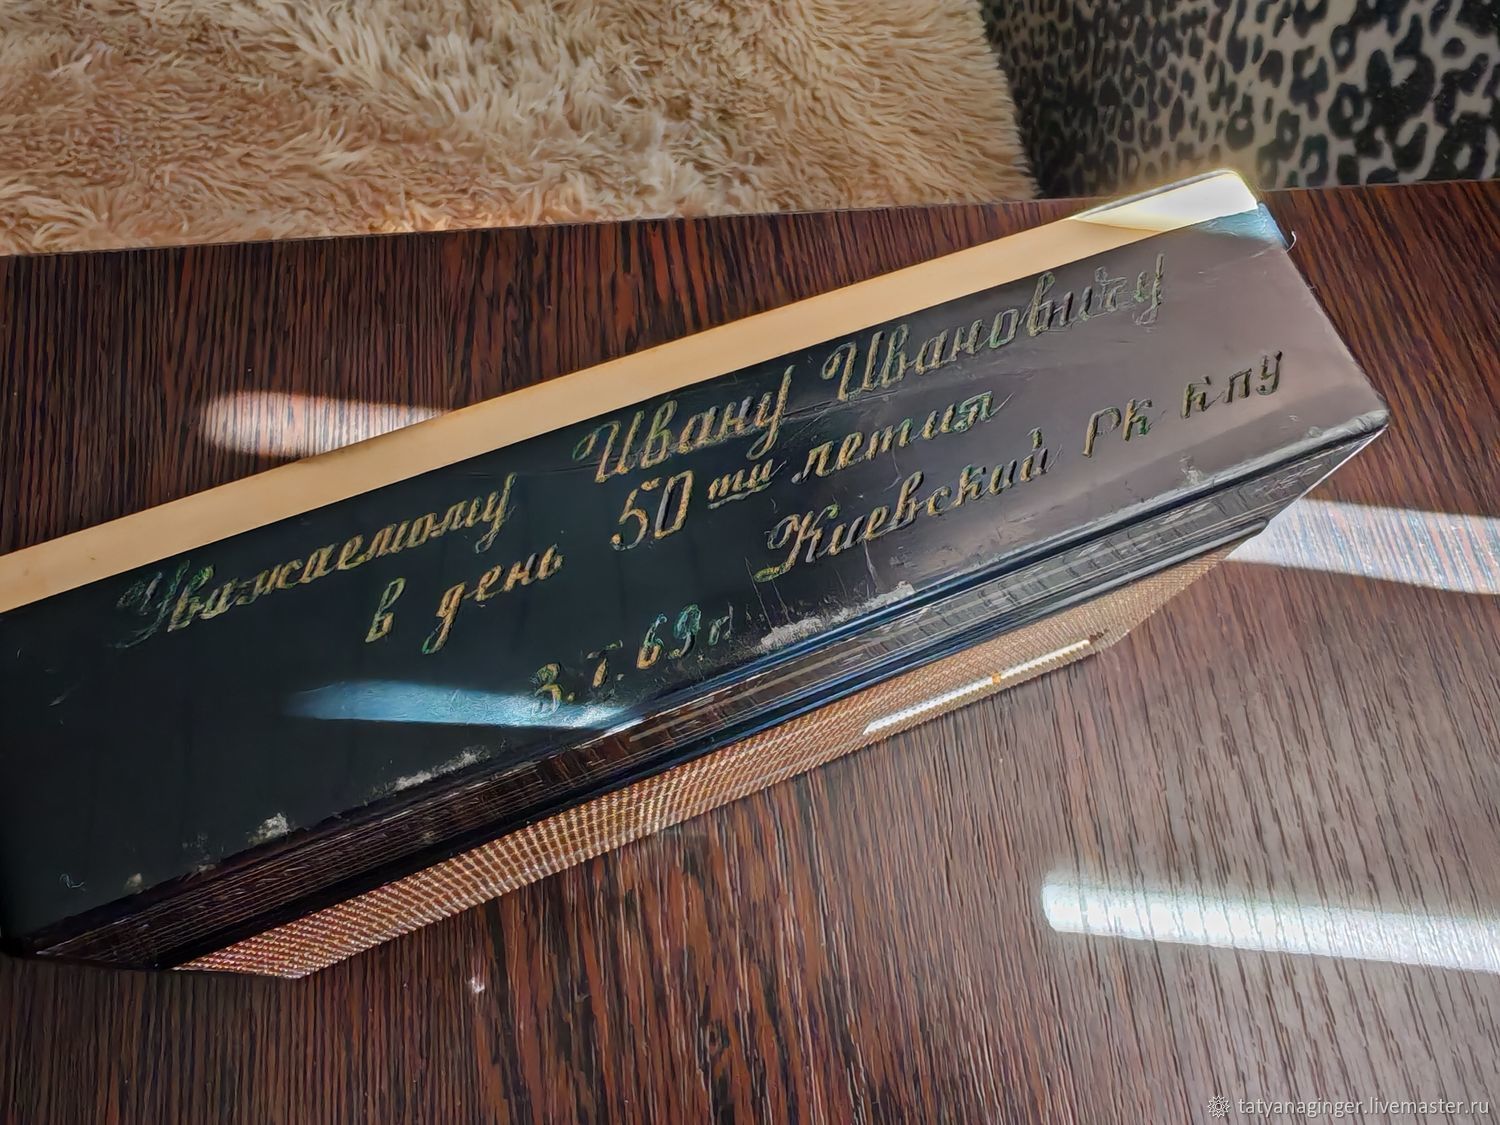 Уважаемому Ивану Ивановичу
в день 50ти летия
Киевский РК КПУ
3.7.69г.
tatyanaginger.livemaster.ru